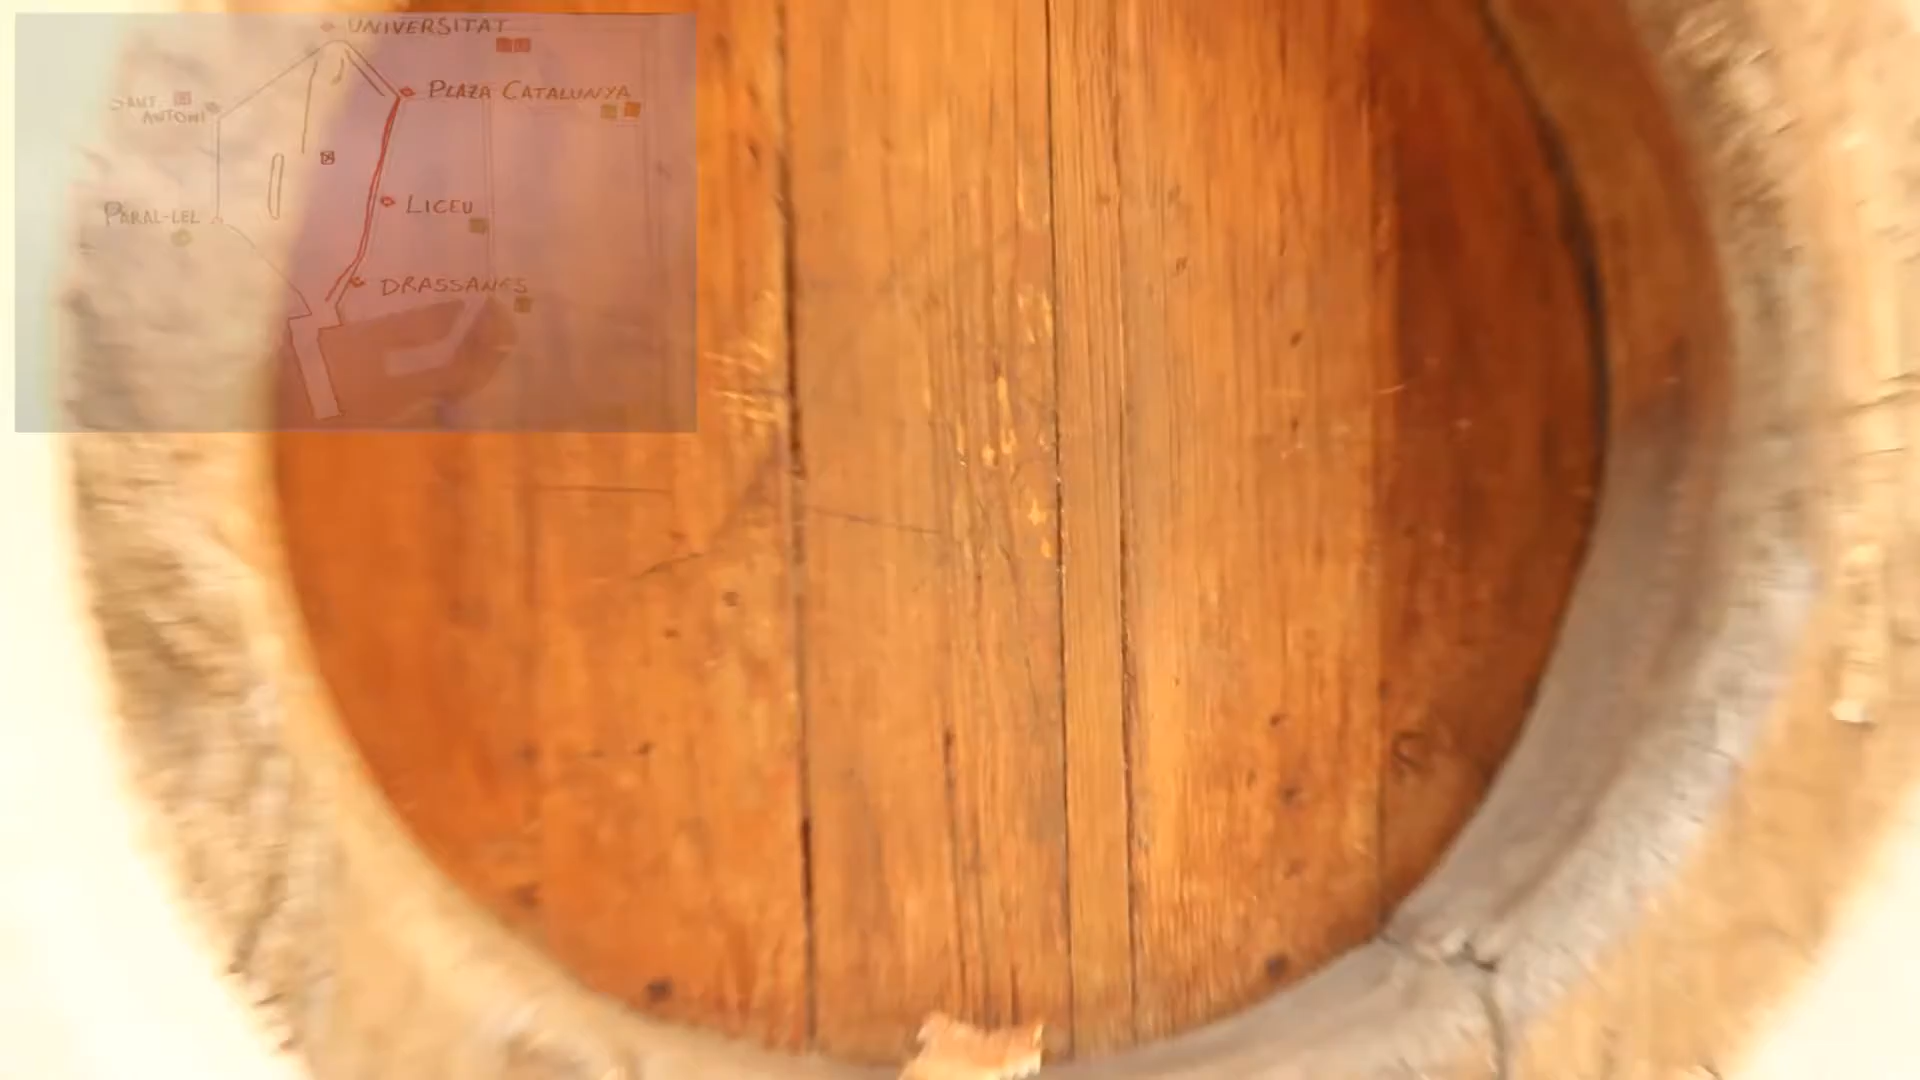 UNIVERSITAT
PLAZA CATALUNYA
SANT
ANTONI
PARAL-LEL
LICEU
DRASSANES